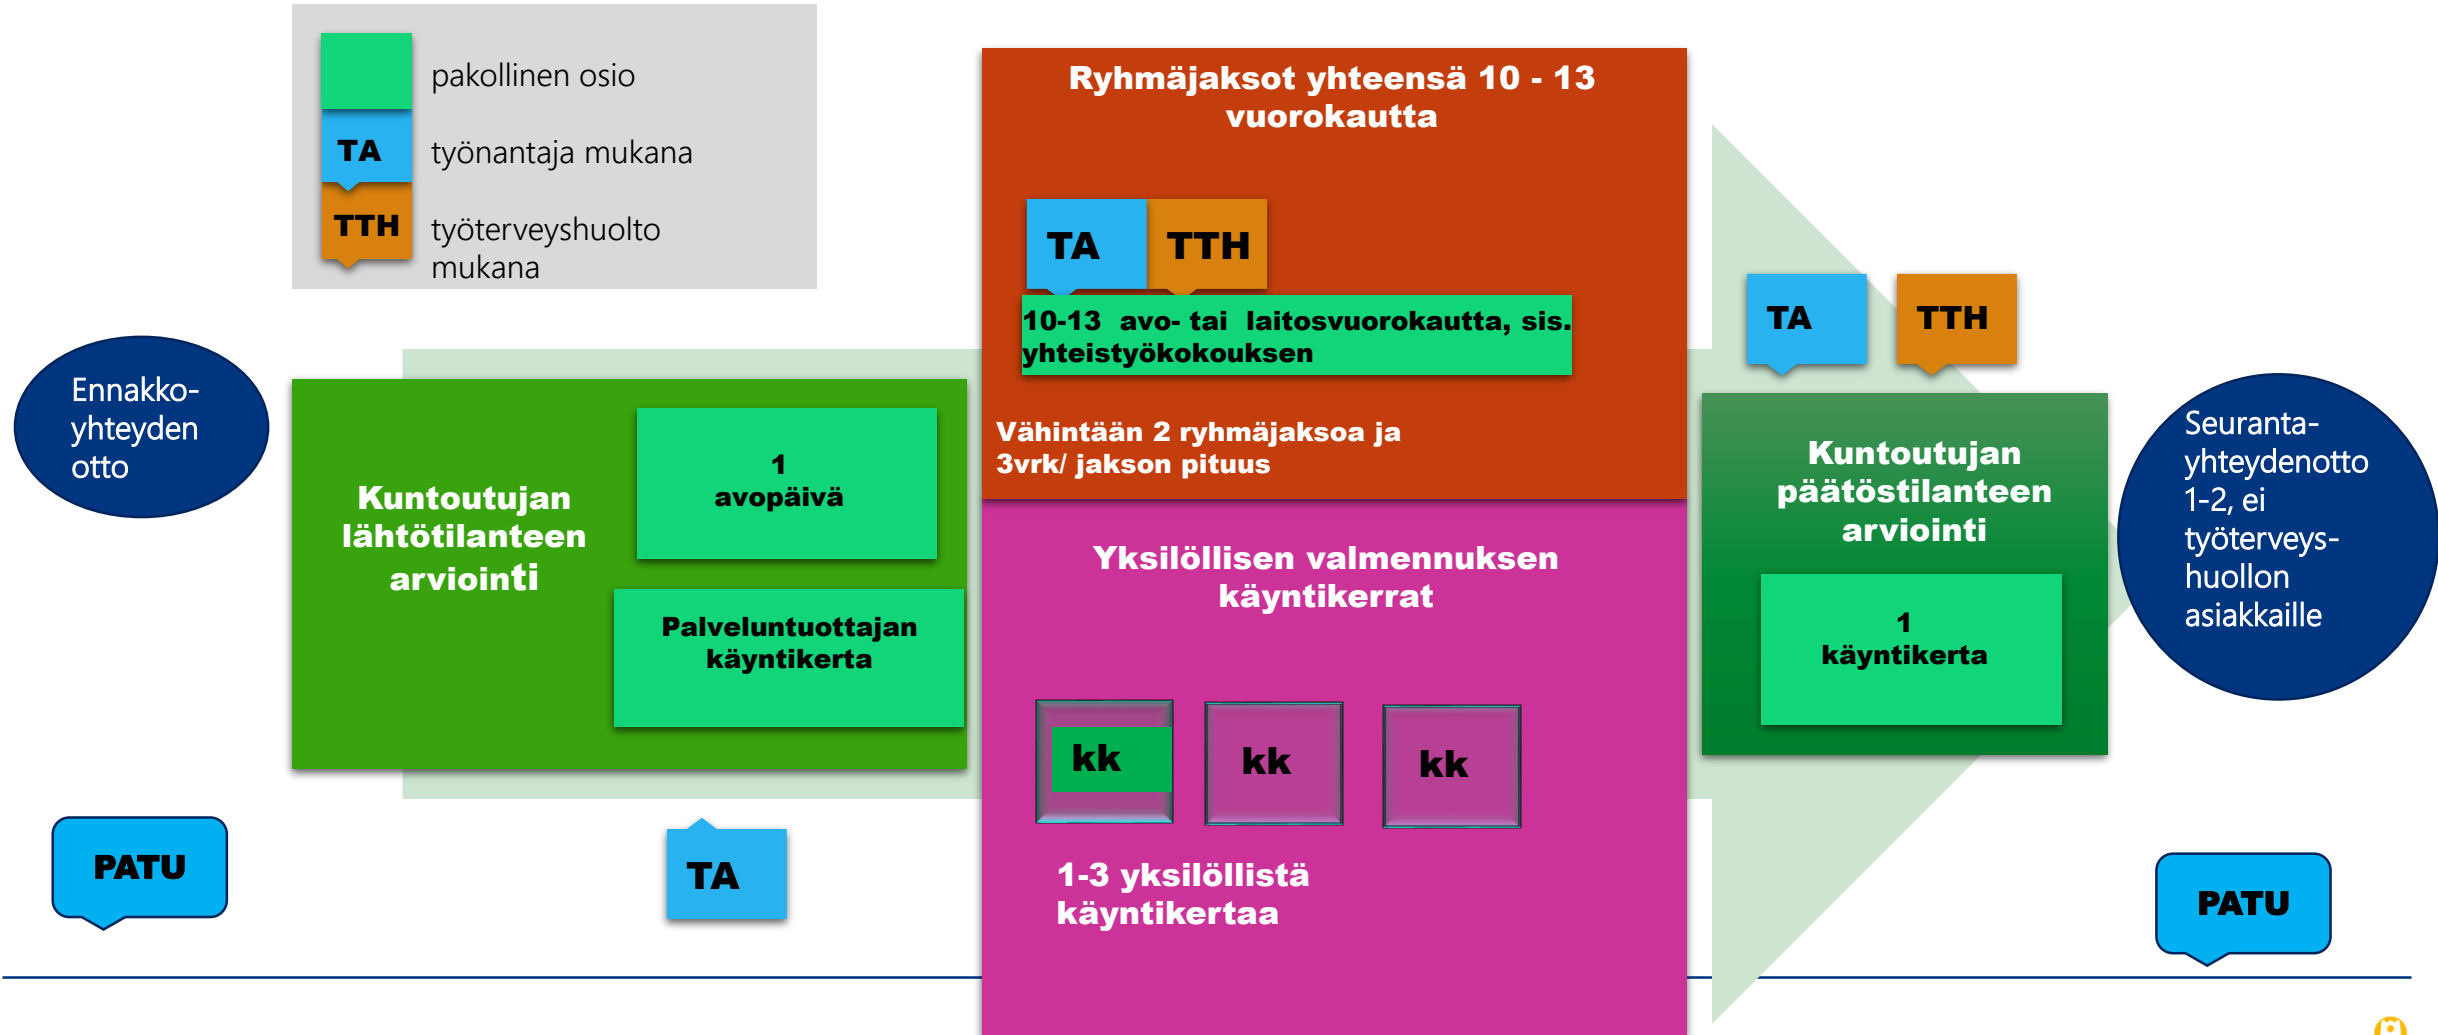 pakollinen osio
TA
työnantaja mukana
TTH
työterveyshuolto
mukana
Ennakko-
yhteyden
otto
PATU
Kuntoutujan
lähtötilanteen
arviointi
1
avopäivä
Palveluntuottajan
käyntikerta
TA
Ryhmäjaksot yhteensä 10 - 13
vuorokautta
TA
TTH
10-13 avo- tai laitosvuorokautta, sis.
yhteistyökokouksen
Vähintään 2 ryhmäjaksoa ja
3vrk/ jakson pituus
Yksilöllisen valmennuksen
käyntikerrat
kk
kk
kk
1-3 yksilöllistä
käyntikertaa
TA
TTH
Kuntoutujan
päätöstilanteen
arviointi
1
käyntikerta
Seuranta-
yhteydenotto
1-2, ei
työterveys-
huollon
asiakkaille
PATU